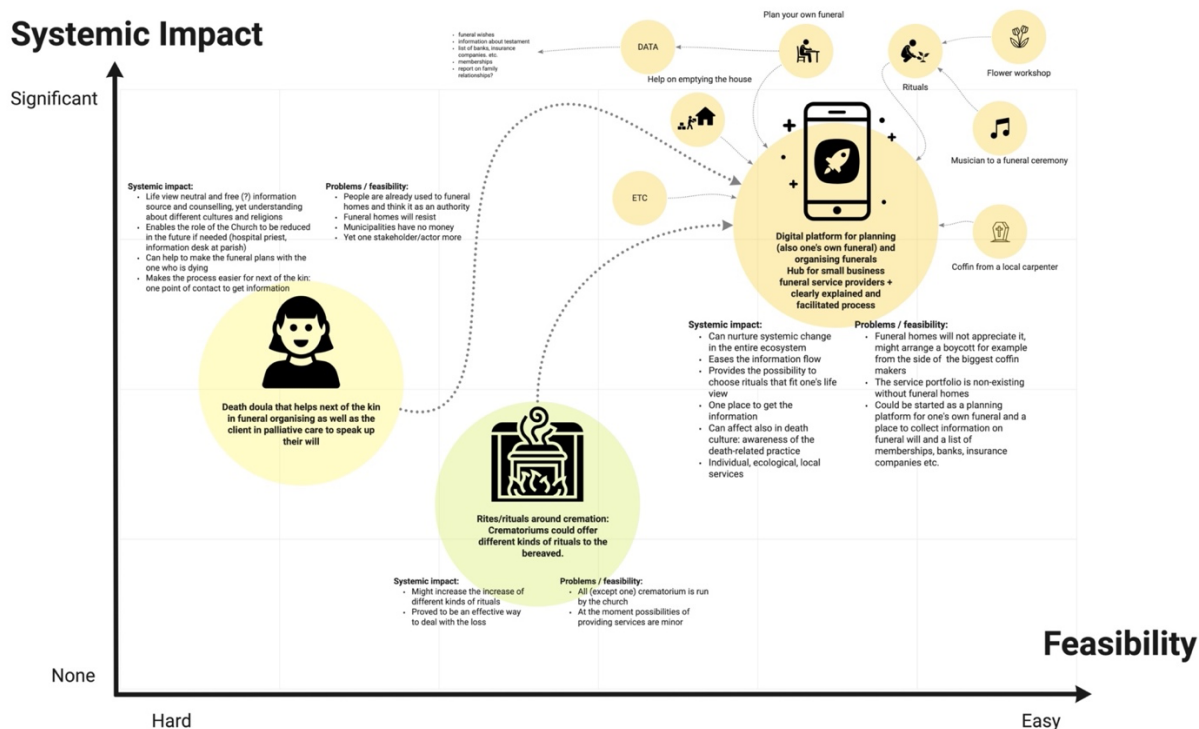 Systemic Impact
Significant
None
Hard
Easy
Feasibility
• funeral wishes
• information about testament
• list of banks, insurance
companies. etc.
• memberships
• report on family
relationships?
DATA
Plan your own funeral
Help on emptying the house
Rituals
Flower workshop
Musician to a funeral ceremony
ETC
Coffin from a local carpenter
Systemic impact:
• Life view neutral and free (?) information
source and counselling, yet understanding
about different cultures and religions
• Enables the role of the Church to be reduced
in the future if needed (hospital priest,
information desk at parish)
• Can help to make the funeral plans with the
one who is dying
• Makes the process easier for next of the kin:
one point of contact to get information
Problems / feasibility:
• People are already used to funeral
homes and think it as an authority
• Funeral homes will resist
• Municipalities have no money
• Yet one stakeholder/actor more
Death doula that helps next of the kin
in funeral organising as well as the
client in palliative care to speak up
their will
Digital platform for planning
(also one's own funeral) and
organising funerals
Hub for small business
funeral service providers +
clearly explained and
facilitated process
Systemic impact:
• Can nurture systemic change
in the entire ecosystem
• Eases the information flow
• Provides the possibility to
choose rituals that fit one's life
view
• One place to get the
information
• Can affect also in death
culture: awareness of the
death-related practice
• Individual, ecological, local
services
Problems / feasibility:
• Funeral homes will not appreciate it,
might arrange a boycott for example
from the side of the biggest coffin
makers
• The service portfolio is non-existing
without funeral homes
• Could be started as a planning
platform for one's own funeral and a
place to collect information on
funeral will and a list of
memberships, banks, insurance
companies etc.
Rites/rituals around cremation:
Crematoriums could offer
different kinds of rituals to the
bereaved.
Systemic impact:
• Might increase the increase of
different kinds of rituals
• Proved to be an effective way
to deal with the loss
Problems / feasibility:
• All (except one) crematorium is run
by the church
• At the moment possibilities of
providing services are minor